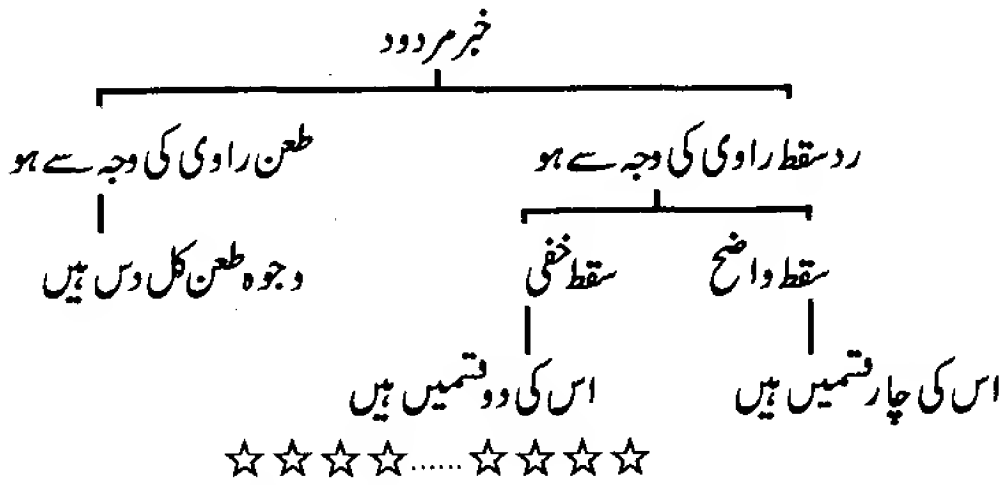 خبر مردود
رد سقط راوی کی وجہ سے ہو طعن راوی کی وجہ سے ہو
سقط واضح سقط خفی وجوہ طعن کل دس ہیں
اس کی چار قسمیں ہیں اس کی دو قسمیں ہیں
☆☆☆☆......☆☆☆☆